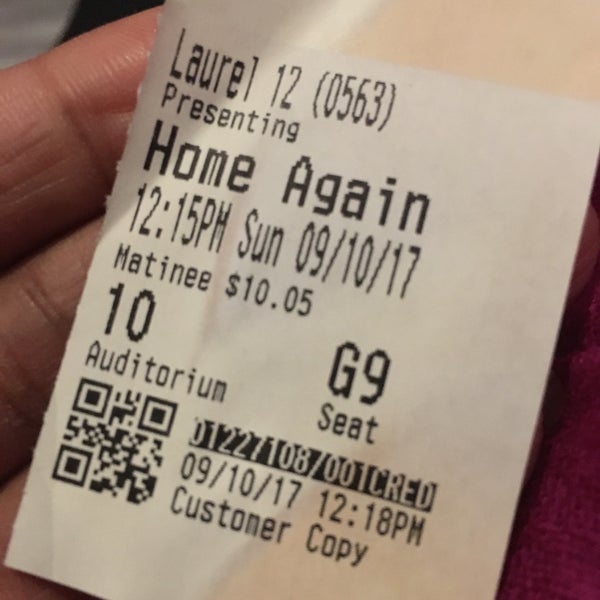 Laurel 12 (0563)
Presenting
Home Again
12:15PM Sun 09/10/17
Matinee $10.05
10
Auditorium
G9
Seat
01227108/001CRED
09/10/17 12:18PM
Customer Copy